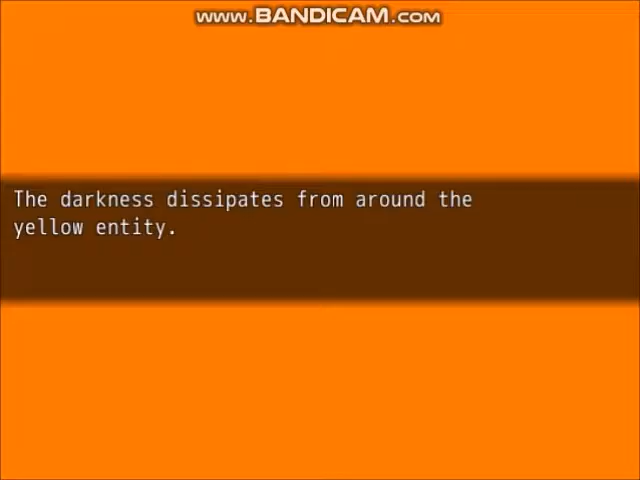 www.BANDICAM.com
The darkness dissipates from around the
yellow entity.